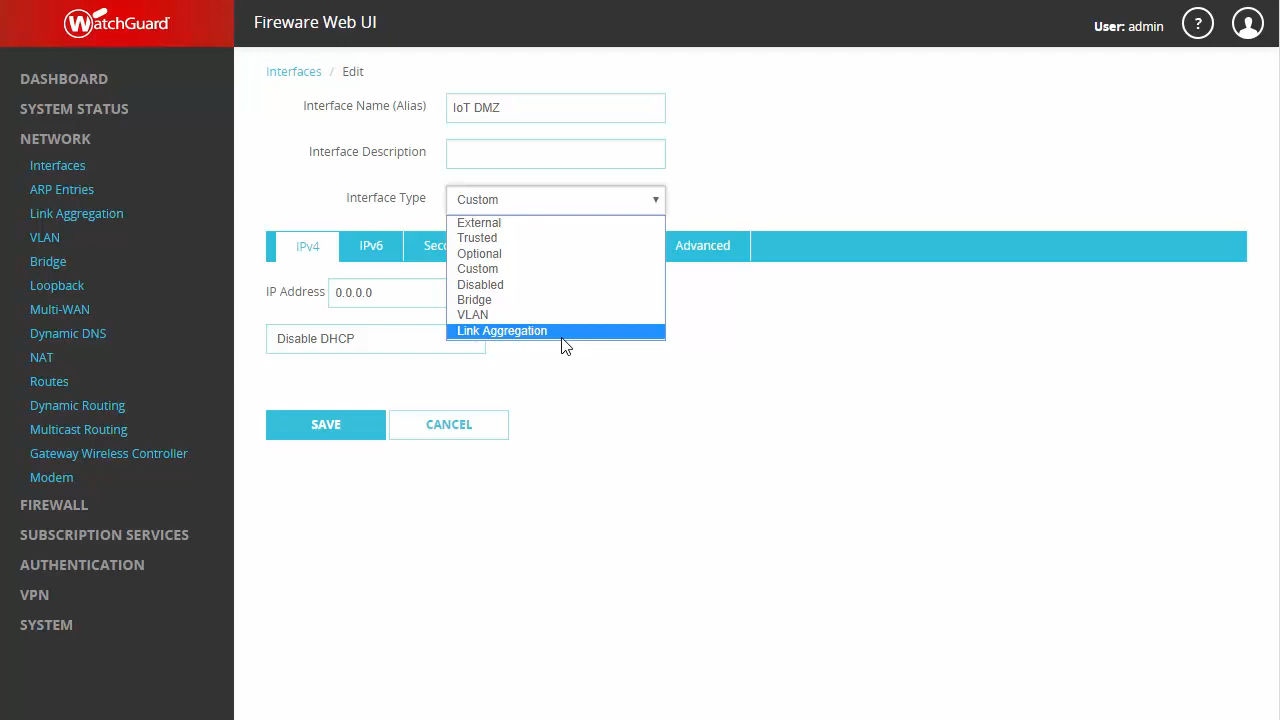 WatchGuard
Fireware Web UI
User: admin
?
DASHBOARD
SYSTEM STATUS
NETWORK
Interfaces
ARP Entries
Link Aggregation
VLAN
Bridge
Loopback
Multi-WAN
Dynamic DNS
NAT
Routes
Dynamic Routing
Multicast Routing
Gateway Wireless Controller
Modem
FIREWALL
SUBSCRIPTION SERVICES
AUTHENTICATION
VPN
SYSTEM
Interfaces / Edit
Interface Name (Alias) IoT DMZ
Interface Description
Interface Type Custom
External
Trusted
Optional
Custom
Disabled
Bridge
VLAN
Link Aggregation
IPv4 IPv6 Seco Advanced
IP Address 0.0.0.0
Disable DHCP
SAVE CANCEL